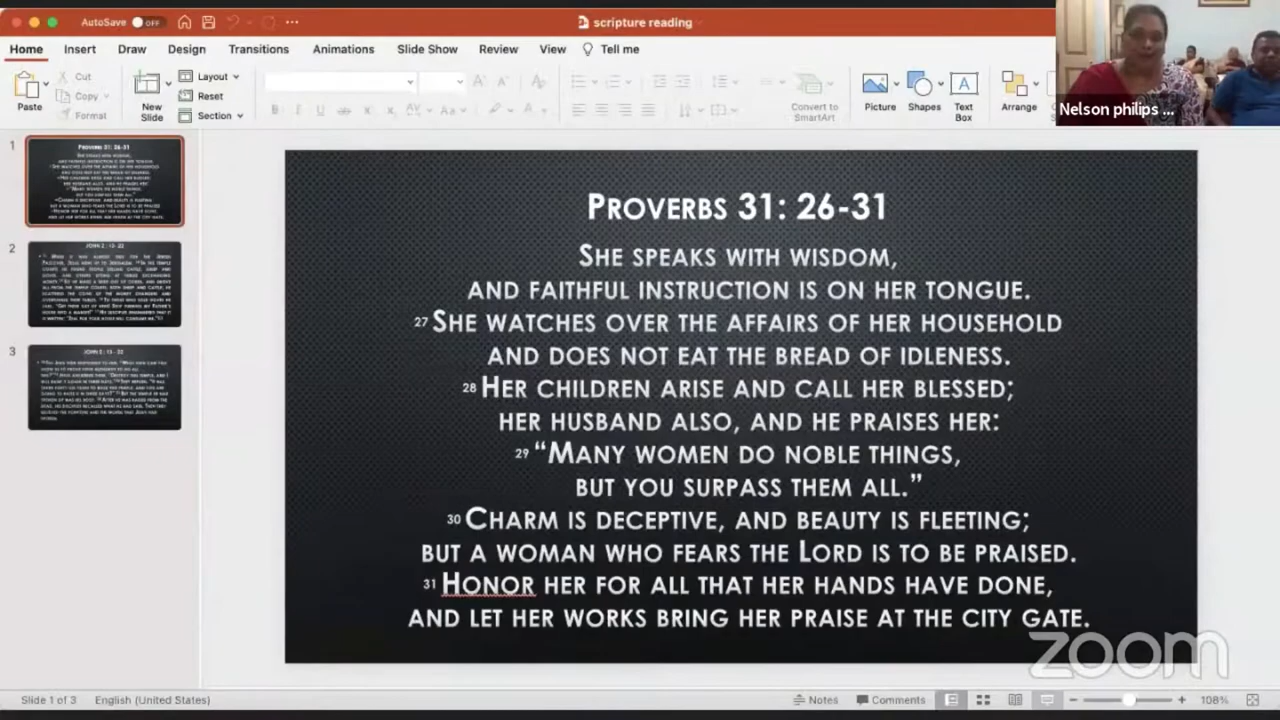 AutoSave OFF
scripture reading
Home Insert Draw Design Transitions Animations Slide Show Review View Tell me
Paste
Cut
Copy
Format
New Slide
Layout
Reset
Section
Convert to SmartArt
Picture
Shapes
Text Box
Arrange
Nelson philips ...
1
2
3
PROVERBS 31: 26-31
SHE SPEAKS WITH WISDOM,
AND FAITHFUL INSTRUCTION IS ON HER TONGUE.
27 SHE WATCHES OVER THE AFFAIRS OF HER HOUSEHOLD
AND DOES NOT EAT THE BREAD OF IDLENESS.
28 HER CHILDREN ARISE AND CALL HER BLESSED;
HER HUSBAND ALSO, AND HE PRAISES HER:
29 “MANY WOMEN DO NOBLE THINGS,
BUT YOU SURPASS THEM ALL.”
30 CHARM IS DECEPTIVE, AND BEAUTY IS FLEETING;
BUT A WOMAN WHO FEARS THE LORD IS TO BE PRAISED.
31 HONOR HER FOR ALL THAT HER HANDS HAVE DONE,
AND LET HER WORKS BRING HER PRAISE AT THE CITY GATE.
zoom
Slide 1 of 3 English (United States) Notes Comments 108%